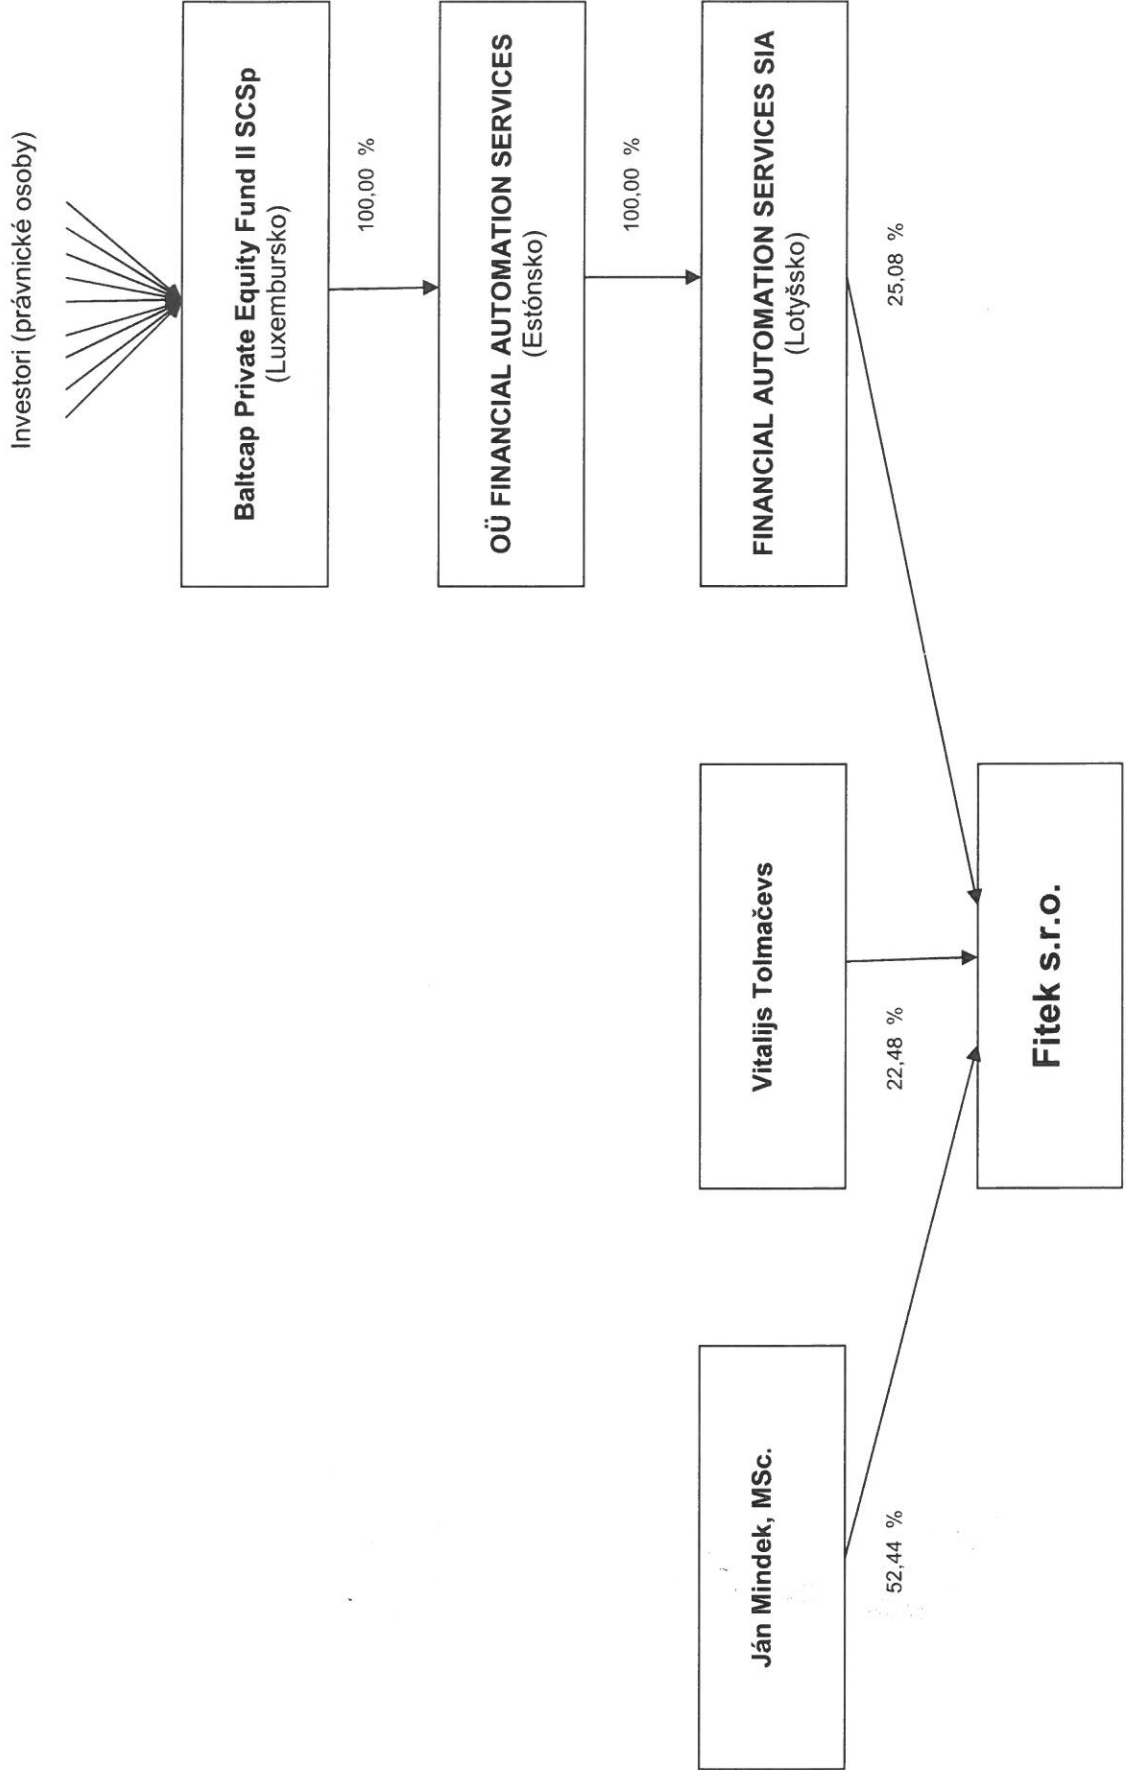 Investori (právnické osoby)
Baltcap Private Equity Fund II SCSp
(Luxembursko)
100,00 %
OÜ FINANCIAL AUTOMATION SERVICES
(Estónsko)
100,00 %
Ján Mindek, MSc.
Vitalijs Tolmačevs
FINANCIAL AUTOMATION SERVICES SIA
(Lotyšsko)
52,44 %
22,48 %
25,08 %
Fitek s.r.o.